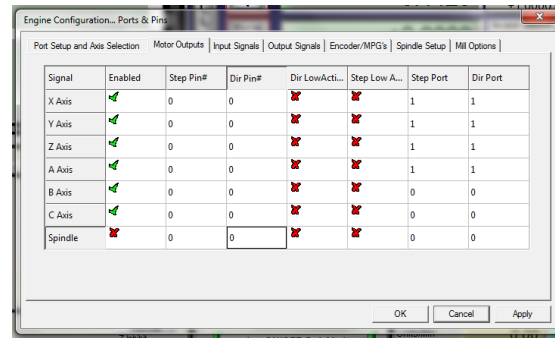 Engine Configuration... Ports & Pins
Port Setup and Axis Selection Motor Outputs Input Signals Output Signals Encoder/MPG's Spindle Setup Mill Options
Signal Enabled Step Pin# Dir Pin# Dir LowActi... Step Low A... Step Port Dir Port
X Axis 0 0 1 1
Y Axis 0 0 1 1
Z Axis 0 0 1 1
A Axis 0 0 1 1
B Axis 0 0 0 0
C Axis 0 0 0 0
Spindle 0 0 0 0
OK Cancel Apply